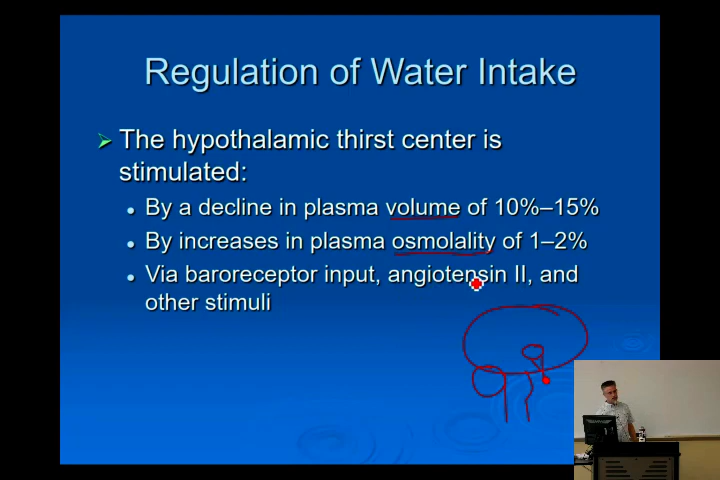 Regulation of Water Intake
The hypothalamic thirst center is
stimulated:
By a decline in plasma volume of 10%–15%
By increases in plasma osmolality of 1–2%
Via baroreceptor input, angiotensin II, and
other stimuli